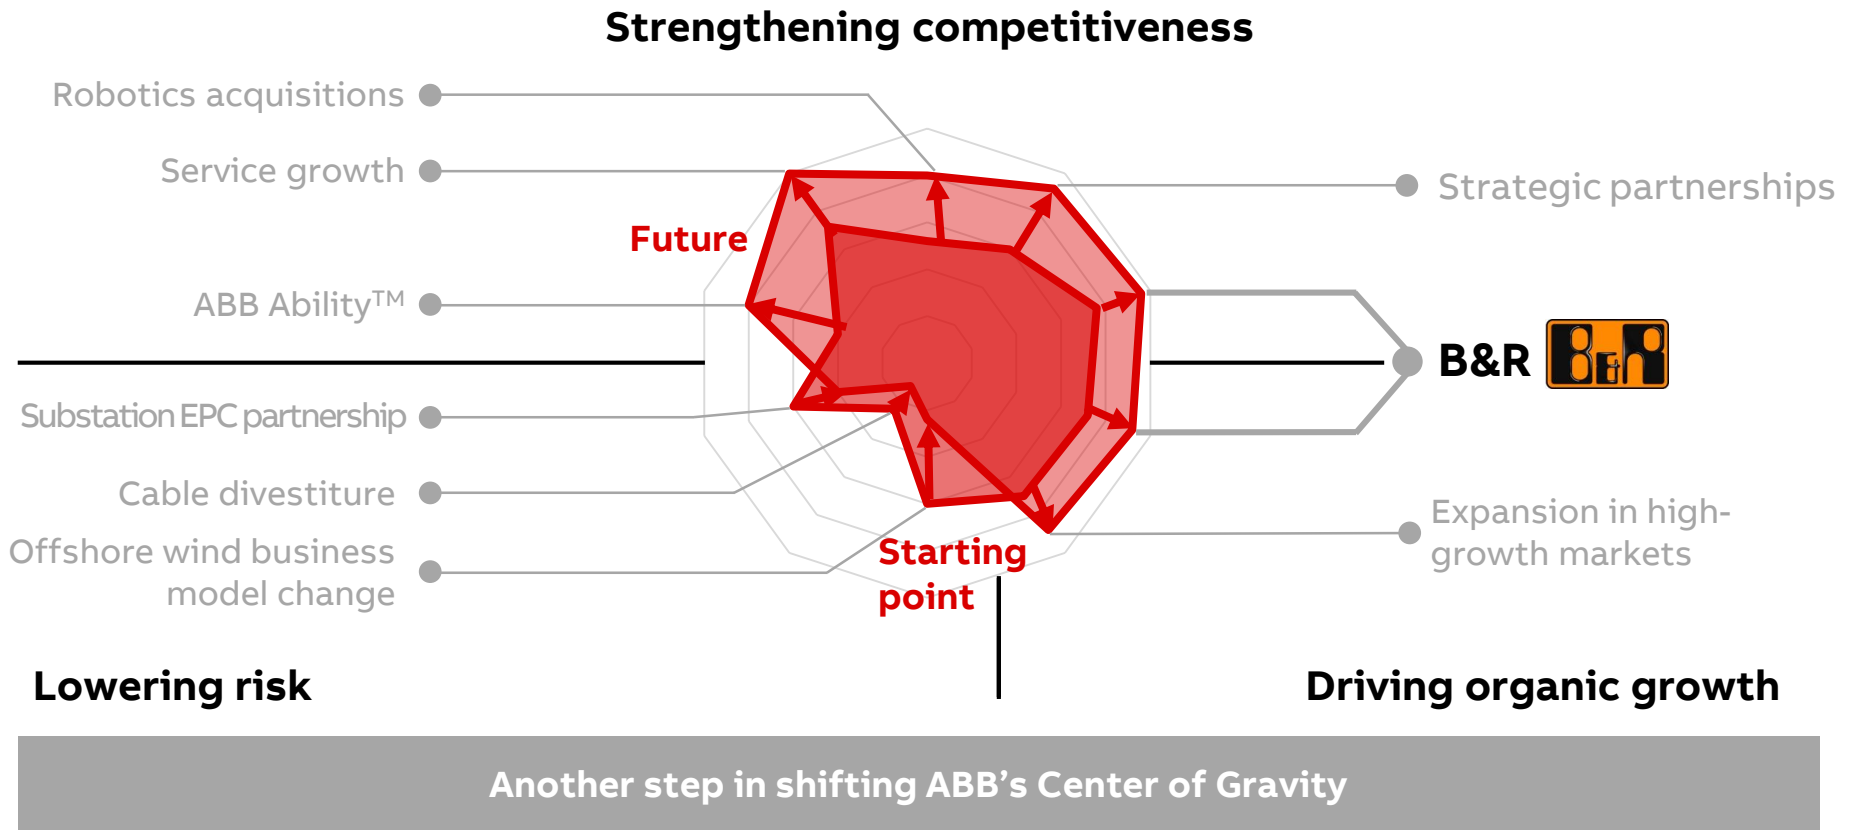 Strengthening competitiveness
Robotics acquisitions
Service growth
Strategic partnerships
Future
ABB Ability™
B&R
B&R
Substation EPC partnership
Cable divestiture
Expansion in high-
growth markets
Offshore wind business
model change
Starting
point
Lowering risk
Driving organic growth
Another step in shifting ABB’s Center of Gravity